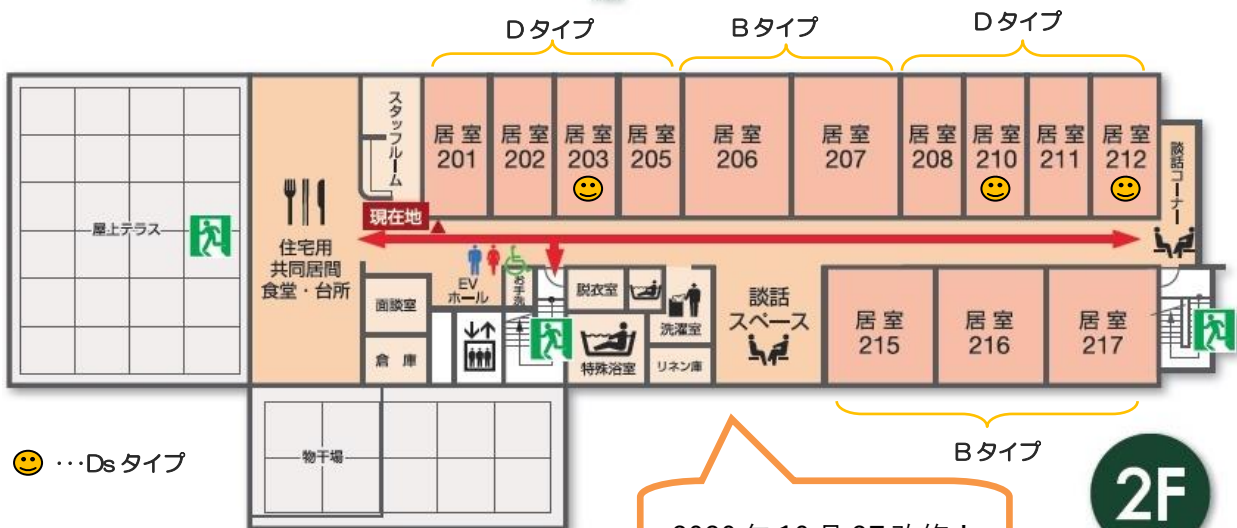 Dタイプ
Bタイプ
Dタイプ
スタッフルーム
居室
201
居室
202
居室
203
居室
205
居室
206
居室
207
居室
208
居室
210
居室
211
居室
212
談話コーナー
現在地
屋上テラス
住宅用
共同居間
食堂・台所
面談室
倉庫
EV
ホール
お手洗
脱衣室
特殊浴室
洗濯室
リネン庫
談話
スペース
居室
215
居室
216
居室
217
Bタイプ
物干場
…Dsタイプ
2F